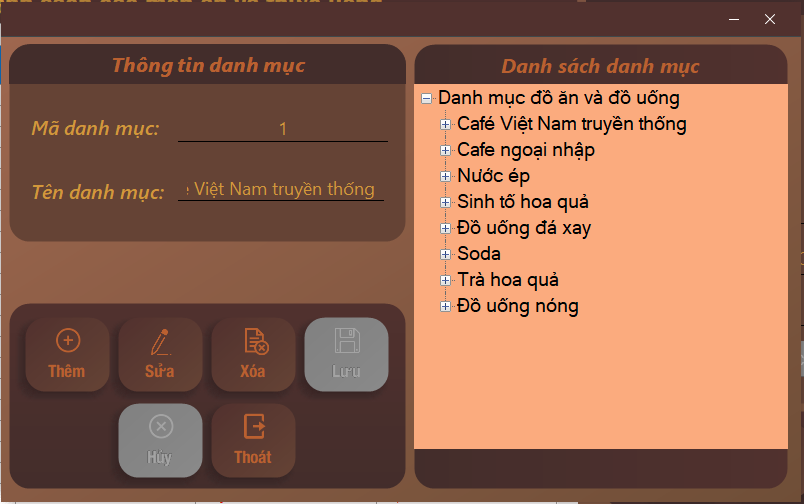 Thông tin danh mục
Mã danh mục: 1
Tên danh mục: Việt Nam truyền thống
Thêm
Sửa
Xóa
Lưu
Hủy
Thoát
Danh sách danh mục
Danh mục đồ ăn và đồ uống
Café Việt Nam truyền thống
Cafe ngoại nhập
Nước ép
Sinh tố hoa quả
Đồ uống đá xay
Soda
Trà hoa quả
Đồ uống nóng